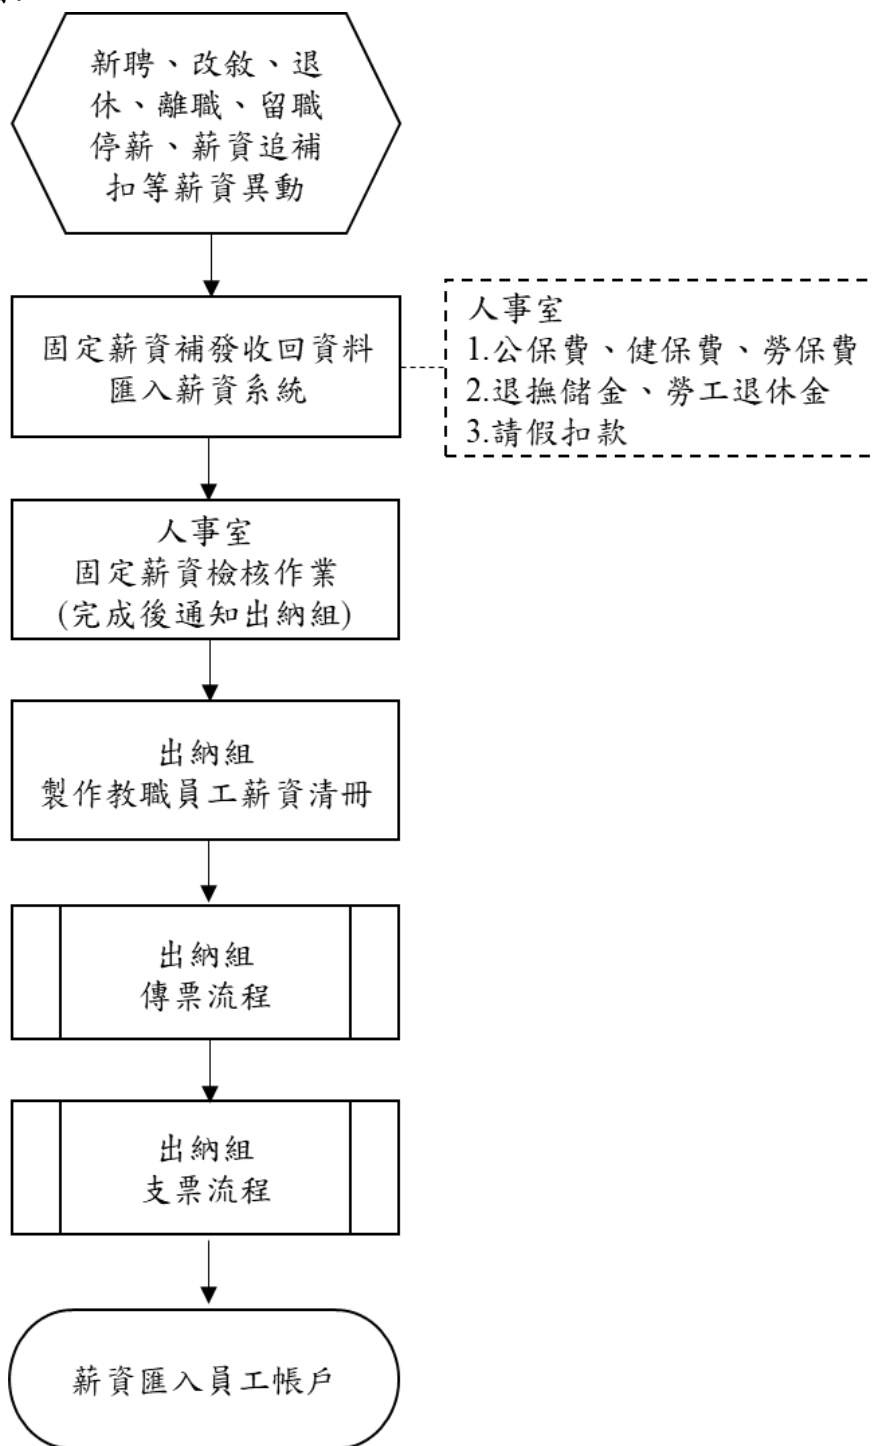 新聘、改敘、退
休、離職、留職
停薪、薪資追補
扣等薪資異動
固定薪資補發收回資料
匯入薪資系統
人事室
1.公保費、健保費、勞保費
2.退撫儲金、勞工退休金
3.請假扣款
人事室
固定薪資檢核作業
(完成後通知出納組)
出納組
製作教職員工薪資清冊
出納組
傳票流程
出納組
支票流程
薪資匯入員工帳戶